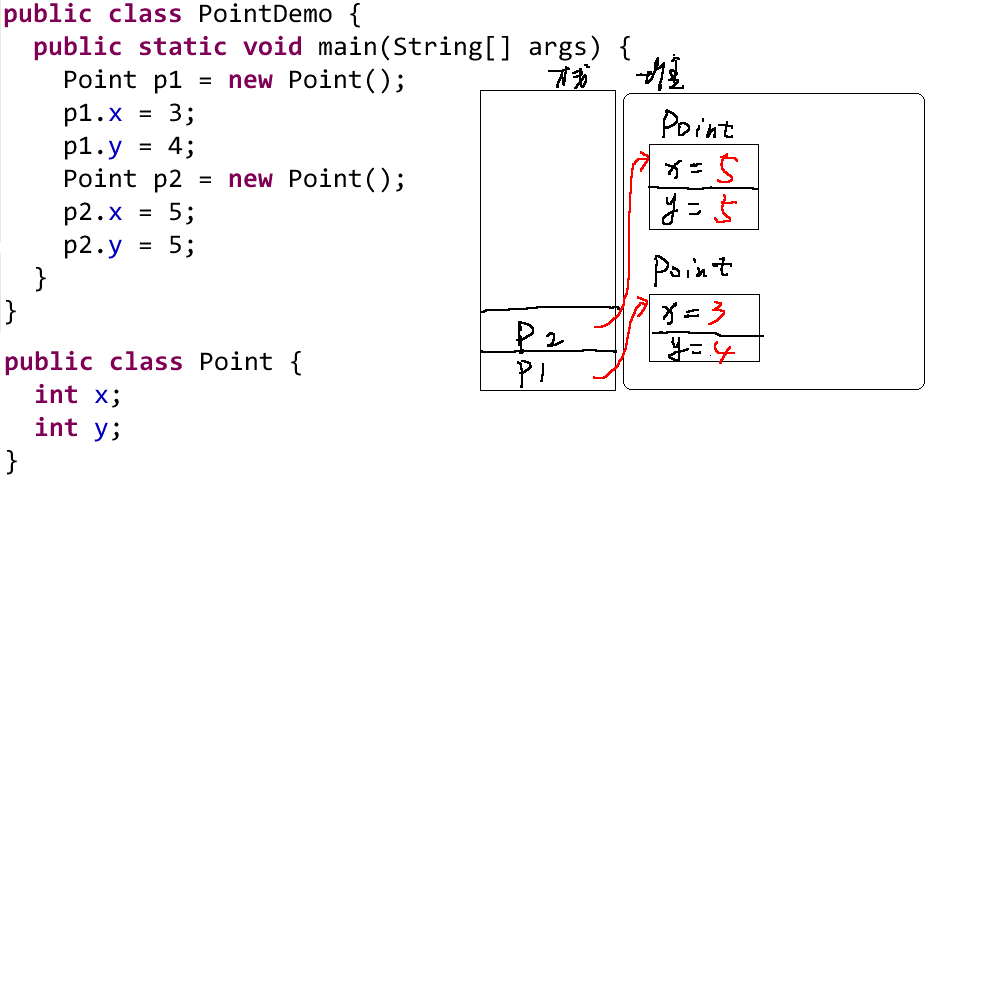 public class PointDemo {
public static void main(String[] args) {
Point p1 = new Point();
p1.x = 3;
p1.y = 4;
Point p2 = new Point();
p2.x = 5;
p2.y = 5;
}
}
public class Point {
int x;
int y;
}
堆
Point
x = 5
y = 5
Point
x = 3
y = 4
P2
P1